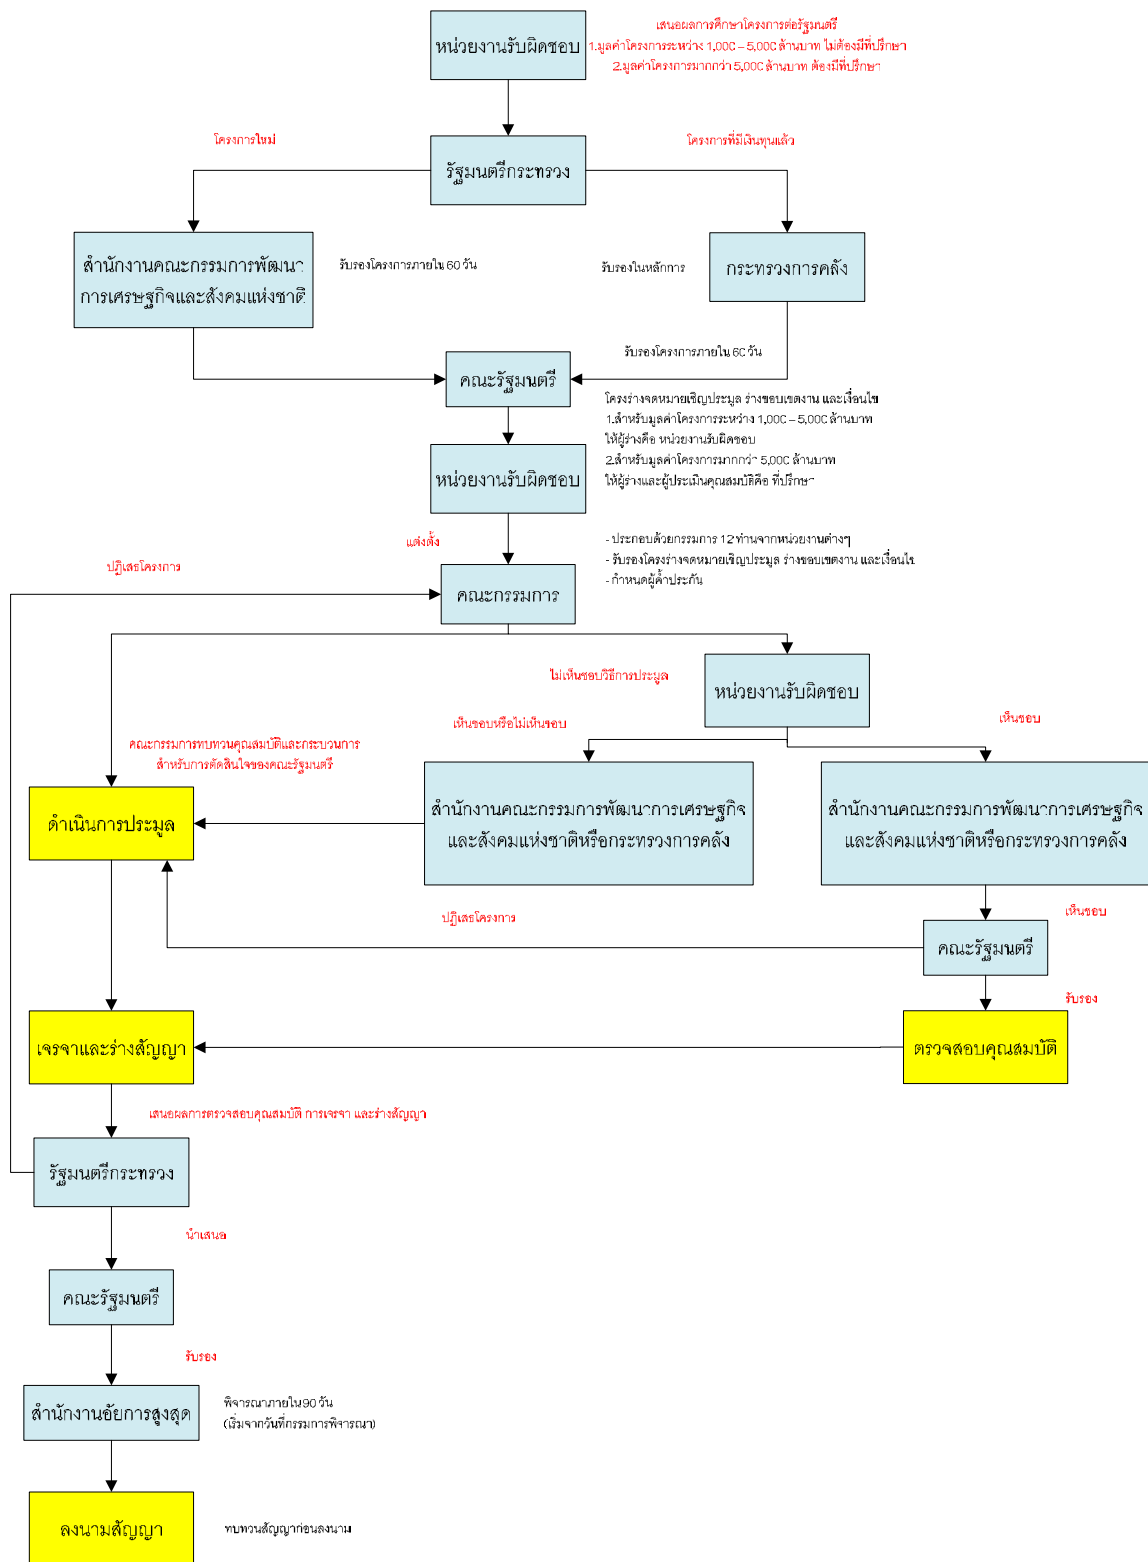 หน่วยงานรับผิดชอบ
เสนอผลการศึกษาโครงการต่อรัฐมนตรี
1.มูลค่าโครงการระหว่าง 1,000 – 5,000 ล้านบาท ไม่ต้องมีที่ปรึกษา
2.มูลค่าโครงการมากกว่า 5,000 ล้านบาท ต้องมีที่ปรึกษา
โครงการใหม่
โครงการที่มีเงินทุนแล้ว
รัฐมนตรีกระทรวง
สำนักงานคณะกรรมการพัฒนา
การเศรษฐกิจและสังคมแห่งชาติ
รับรองโครงการภายใน 60 วัน
รับรองในหลักการ
กระทรวงการคลัง
รับรองโครงการภายใน 60 วัน
คณะรัฐมนตรี
โครงร่างจดหมายเชิญประมูล ร่างขอบเขตงาน และเงื่อนไข
1.สำหรับมูลค่าโครงการระหว่าง 1,000 – 5,000 ล้านบาท
ให้ผู้ร่างคือ หน่วยงานรับผิดชอบ
2.สำหรับมูลค่าโครงการมากกว่า 5,000 ล้านบาท
ให้ผู้ร่างและผู้ประเมินคุณสมบัติคือ ที่ปรึกษา
หน่วยงานรับผิดชอบ
แต่งตั้ง
- ประกอบด้วยกรรมการ 12 ท่านจากหน่วยงานต่างๆ
- รับรองโครงร่างจดหมายเชิญประมูล ร่างขอบเขตงาน และเงื่อนไข
- กำหนดผู้ค้ำประกัน
ปฏิเสธโครงการ
คณะกรรมการ
ไม่เห็นชอบวิธีการประมูล
หน่วยงานรับผิดชอบ
เห็นชอบหรือไม่เห็นชอบ
เห็นชอบ
คณะกรรมการทบทวนคุณสมบัติและกระบวนการ
สำหรับการตัดสินใจของคณะรัฐมนตรี
ดำเนินการประมูล
สำนักงานคณะกรรมการพัฒนาการเศรษฐกิจ
และสังคมแห่งชาติหรือกระทรวงการคลัง
สำนักงานคณะกรรมการพัฒนาการเศรษฐกิจ
และสังคมแห่งชาติหรือกระทรวงการคลัง
ปฏิเสธโครงการ
เห็นชอบ
คณะรัฐมนตรี
รับรอง
เจรจาและร่างสัญญา
ตรวจสอบคุณสมบัติ
เสนอผลการตรวจสอบคุณสมบัติ การเจรจา และร่างสัญญา
รัฐมนตรีกระทรวง
นำเสนอ
คณะรัฐมนตรี
รับรอง
สำนักงานอัยการสูงสุด
พิจารณาภายใน 90 วัน
(เริ่มจากวันที่กรรมการพิจารณา)
ลงนามสัญญา
ทบทวนสัญญาก่อนลงนาม